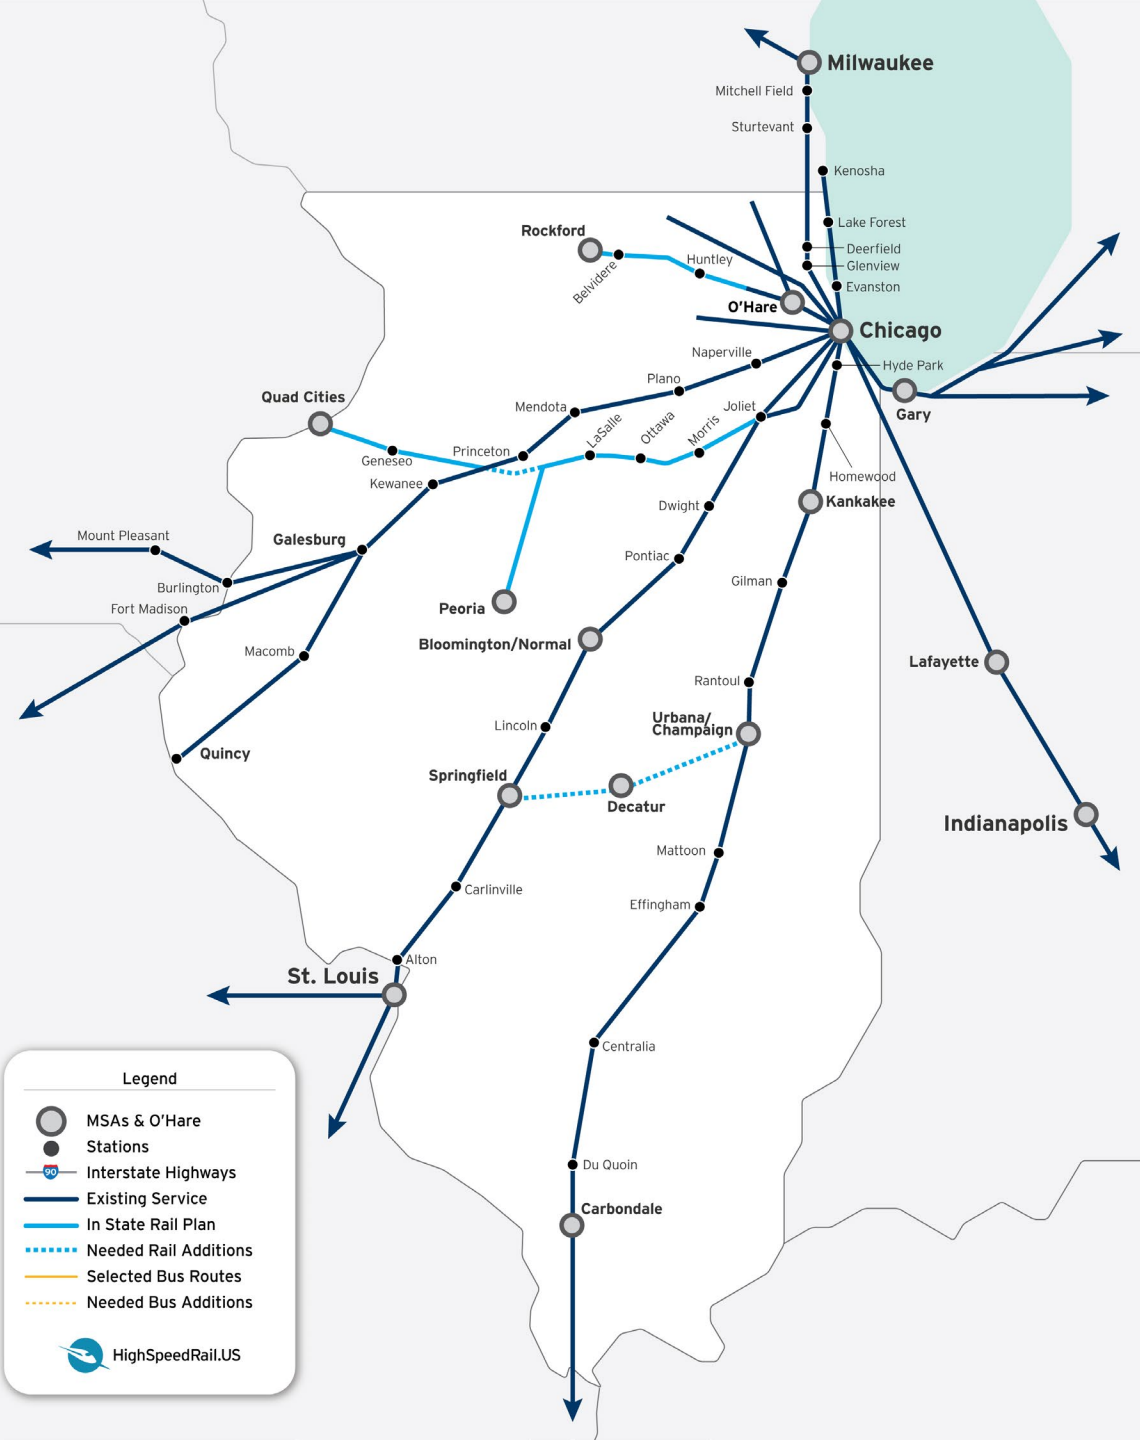 Milwaukee
Mitchell Field
Sturtevant
Kenosha
Lake Forest
Rockford
Deerfield
Belvidere
Huntley
Glenview
Evanston
O'Hare
Chicago
Naperville
Hyde Park
Plano
Gary
Quad Cities
Mendota
LaSalle
Ottawa
Morris
Joliet
Geneseo
Princeton
Homewood
Kewanee
Kankakee
Dwight
Mount Pleasant
Galesburg
Pontiac
Burlington
Gilman
Fort Madison
Peoria
Bloomington/Normal
Macomb
Lafayette
Rantoul
Urbana/
Champaign
Lincoln
Quincy
Springfield
Decatur
Indianapolis
Mattoon
Carlinville
Effingham
Alton
St. Louis
Centralia
Du Quoin
Carbondale
Legend
MSAs & O'Hare
Stations
90
Interstate Highways
Existing Service
In State Rail Plan
Needed Rail Additions
Selected Bus Routes
Needed Bus Additions
HighSpeedRail.US